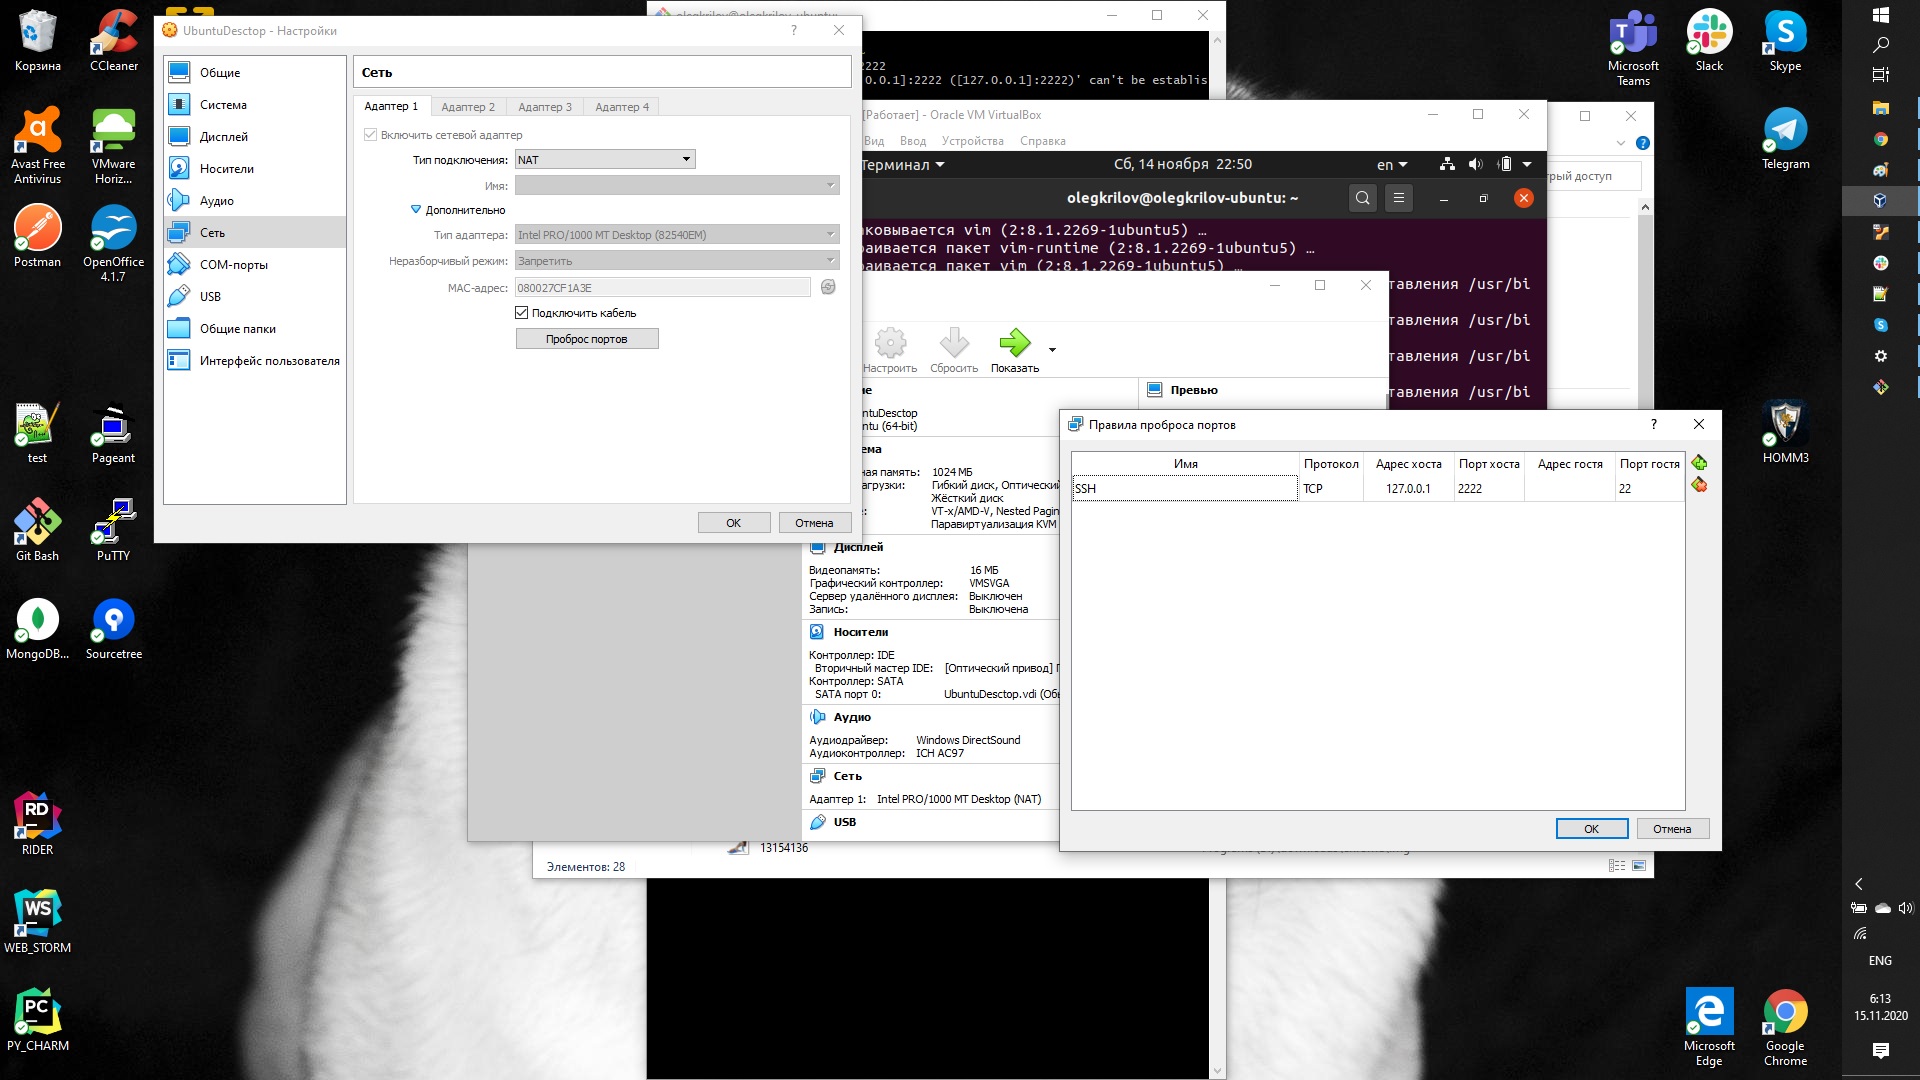 Корзина
CCleaner
Avast Free
Antivirus
VMware
Horiz...
Postman
OpenOffice
4.1.7
test
Pageant
Git Bash
PuTTY
MongoDB...
Sourcetree
RIDER
WEB_STORM
PY_CHARM
UbuntuDesctop - Настройки
?
Общие
Система
Дисплей
Носители
Аудио
Сеть
COM-порты
USB
Общие папки
Интерфейс пользователя
Сеть
Адаптер 1
Адаптер 2
Адаптер 3
Адаптер 4
Включить сетевой адаптер
Тип подключения: NAT
Имя:
Дополнительно
Тип адаптера: Intel PRO/1000 MT Desktop (82540EM)
Неразборчивый режим: Запретить
MAC-адрес: 080027CF1A3E
Подключить кабель
Проброс портов
OK
Отмена
2222
0.0.1]:2222 ([127.0.0.1]:2222)' can't be establis
[Работает] - Oracle VM VirtualBox
Вид
Ввод
Устройства
Справка
Терминал
Сб, 14 ноября 22:50
en
olegkrilov@olegkrilov-ubuntu: ~
аковывается vim (2:8.1.2269-1ubuntu5) …
раивается пакет vim-runtime (2:8.1.2269-1ubuntu5) …
раивается пакет vim (2:8.1.2269-1ubuntu5) …
тавления /usr/bi
тавления /usr/bi
тавления /usr/bi
тавления /usr/bi
рый доступ
Настроить
Сбросить
Показать
ие
Превью
untuDesctop
ntu (64-bit)
ема
ная память: 1024 МБ
агрузки: Гибкий диск, Оптический
Жёсткий диск
е: VT-x/AMD-V, Nested Pagin
Паравиртуализация KVM
Дисплей
Видеопамять: 16 МБ
Графический контроллер: VMSVGA
Сервер удалённого дисплея: Выключен
Запись: Выключена
Носители
Контроллер: IDE
Вторичный мастер IDE: [Оптический привод]
Контроллер: SATA
SATA порт 0: UbuntuDesctop.vdi (Обы
Аудио
Аудиодрайвер: Windows DirectSound
Аудиоконтроллер: ICH AC97
Сеть
Адаптер 1: Intel PRO/1000 MT Desktop (NAT)
USB
13154136
Элементов: 28
Правила проброса портов
?
Имя
Протокол
Адрес хоста
Порт хоста
Адрес гостя
Порт гостя
SSH
TCP
127.0.0.1
2222
22
OK
Отмена
Microsoft
Teams
Slack
Skype
Telegram
HOMM3
Microsoft
Edge
Google
Chrome
ENG
6:13
15.11.2020